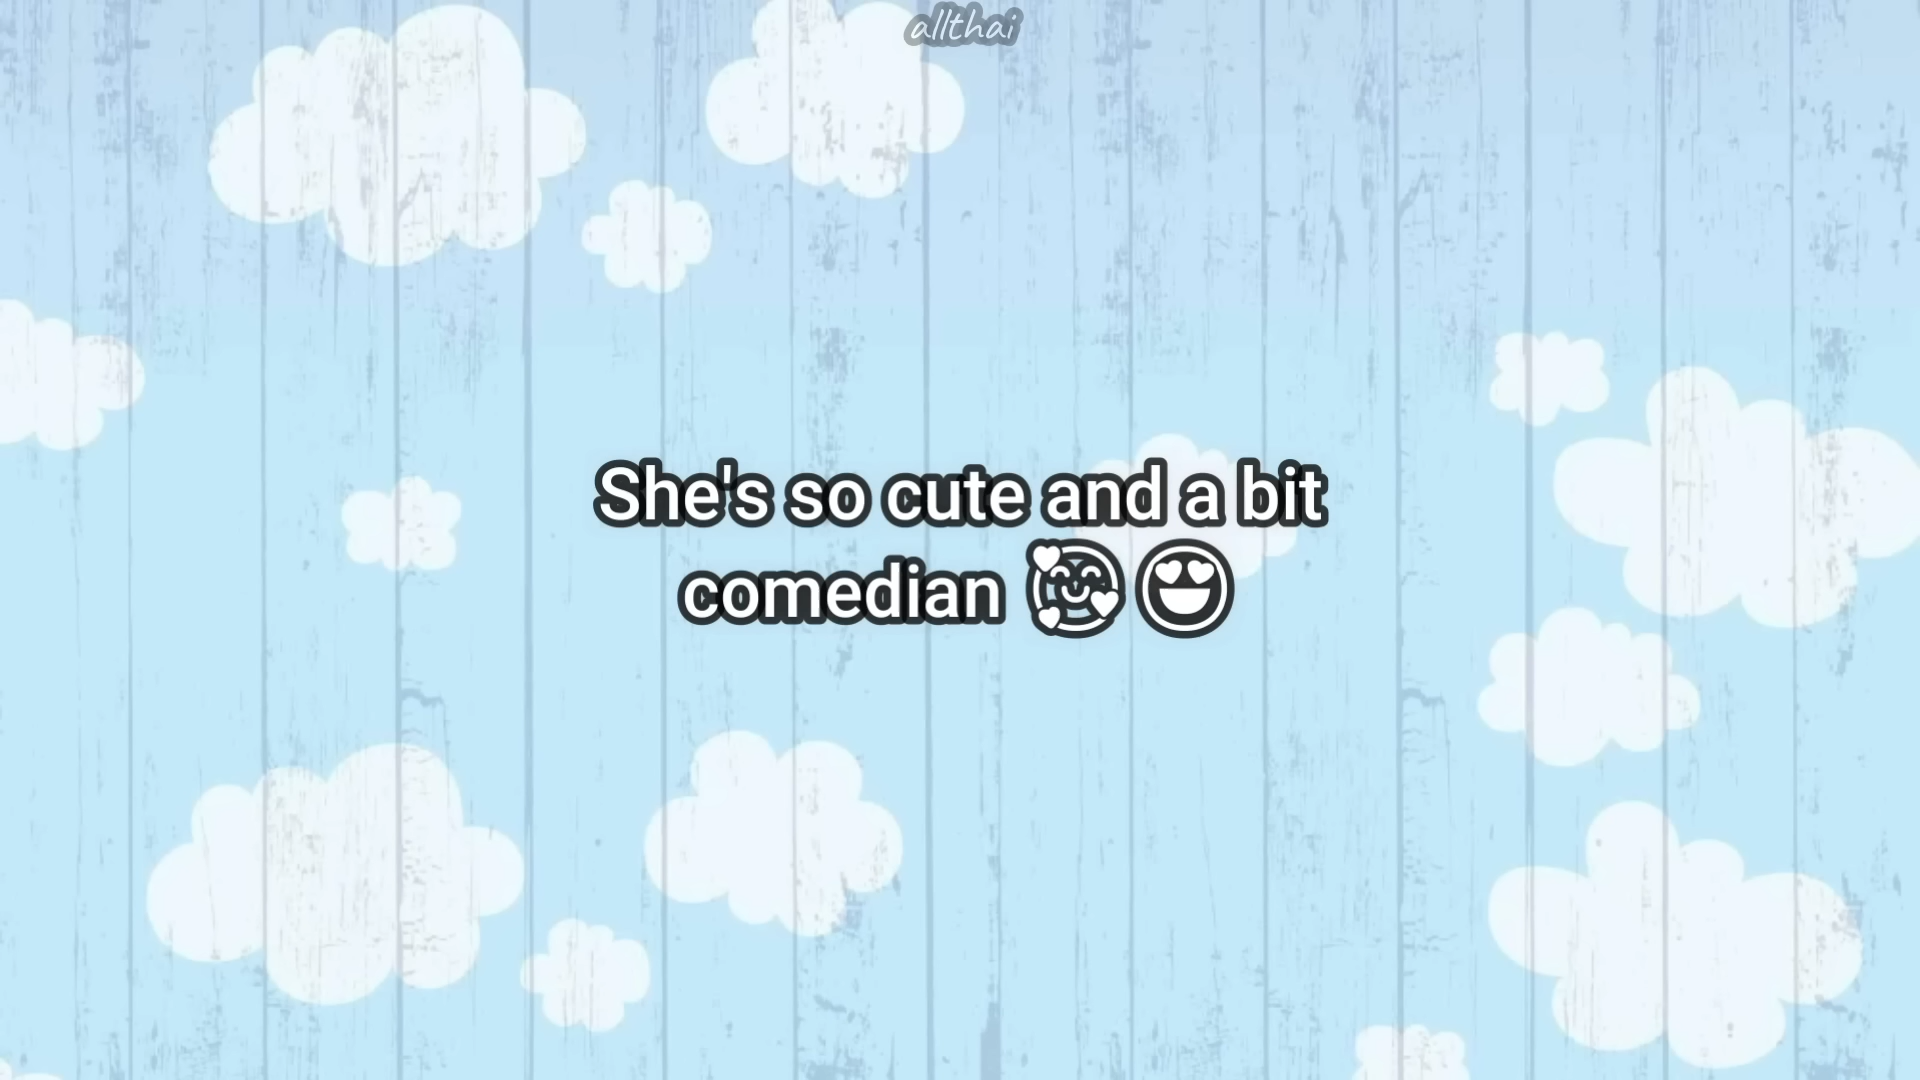 allthai
She's so cute and a bit
comedian 🥰😍